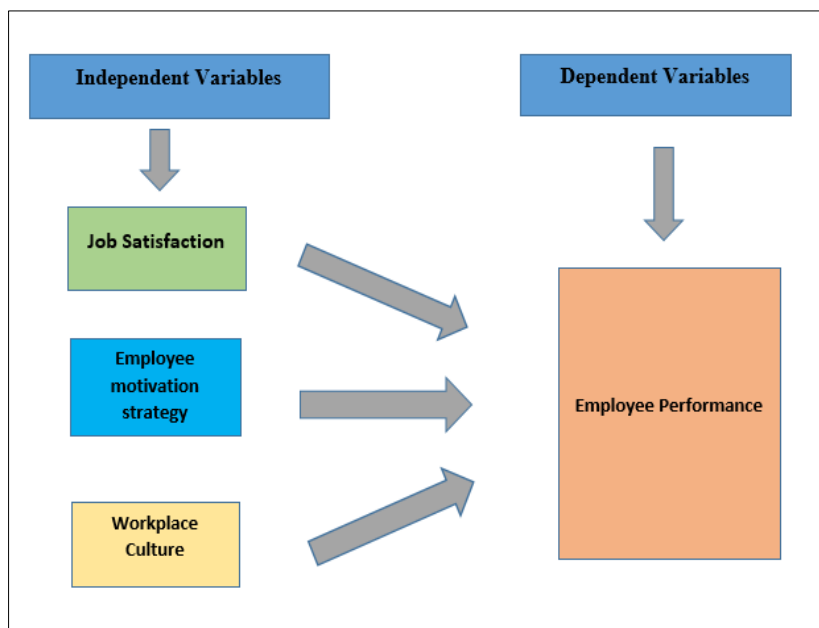 Independent Variables
Dependent Variables
Job Satisfaction
Employee
motivation
strategy
Employee Performance
Workplace
Culture